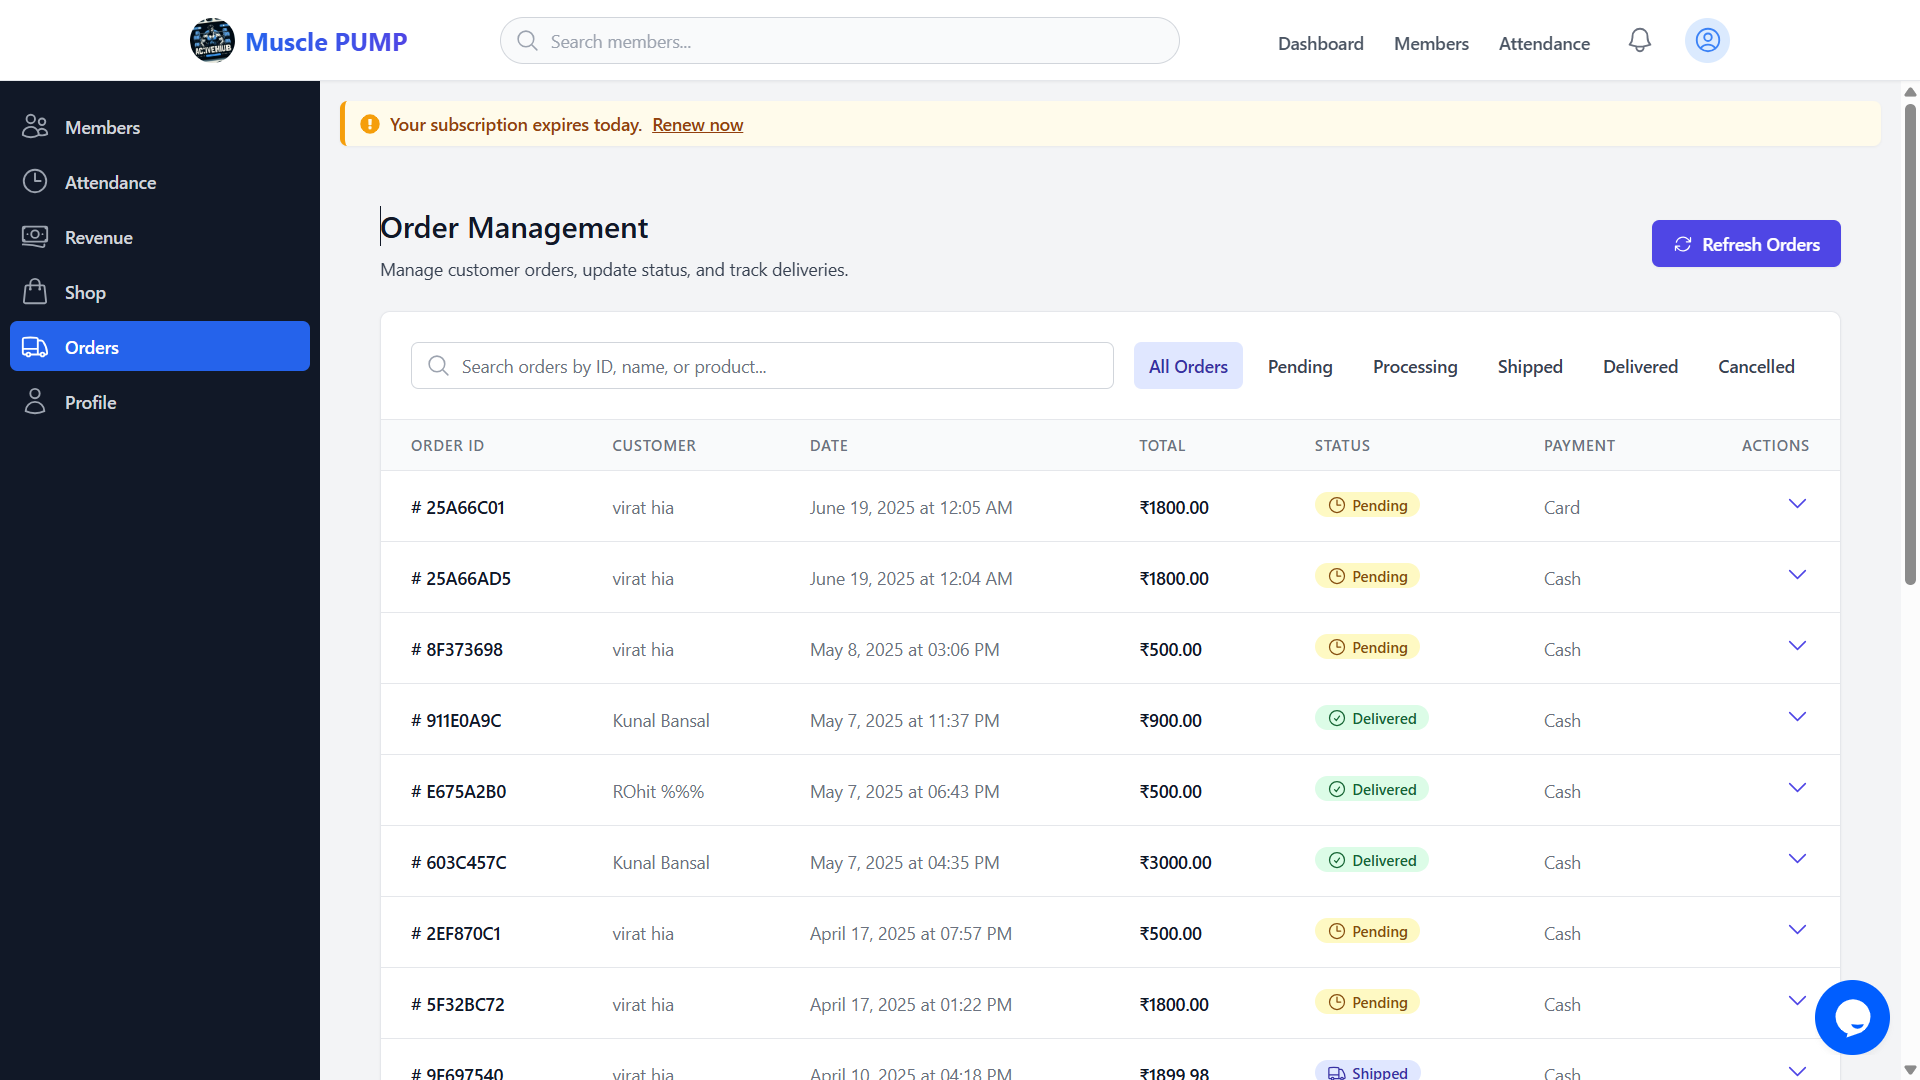 ACTIVEHUB
Muscle PUMP
Search members...
Dashboard
Members
Attendance
Members
Attendance
Revenue
Shop
Orders
Profile
Your subscription expires today. Renew now
Order Management
Manage customer orders, update status, and track deliveries.
Refresh Orders
Search orders by ID, name, or product...
All Orders
Pending
Processing
Shipped
Delivered
Cancelled
ORDER ID CUSTOMER DATE TOTAL STATUS PAYMENT ACTIONS
# 25A66C01 virat hia June 19, 2025 at 12:05 AM ₹1800.00 Pending Card
# 25A66AD5 virat hia June 19, 2025 at 12:04 AM ₹1800.00 Pending Cash
# 8F373698 virat hia May 8, 2025 at 03:06 PM ₹500.00 Pending Cash
# 911E0A9C Kunal Bansal May 7, 2025 at 11:37 PM ₹900.00 Delivered Cash
# E675A2B0 ROhit %%% May 7, 2025 at 06:43 PM ₹500.00 Delivered Cash
# 603C457C Kunal Bansal May 7, 2025 at 04:35 PM ₹3000.00 Delivered Cash
# 2EF870C1 virat hia April 17, 2025 at 07:57 PM ₹500.00 Pending Cash
# 5F32BC72 virat hia April 17, 2025 at 01:22 PM ₹1800.00 Pending Cash
# 9F697540 virat hia April 10, 2025 at 04:18 PM ₹1899.98 Shipped Cash